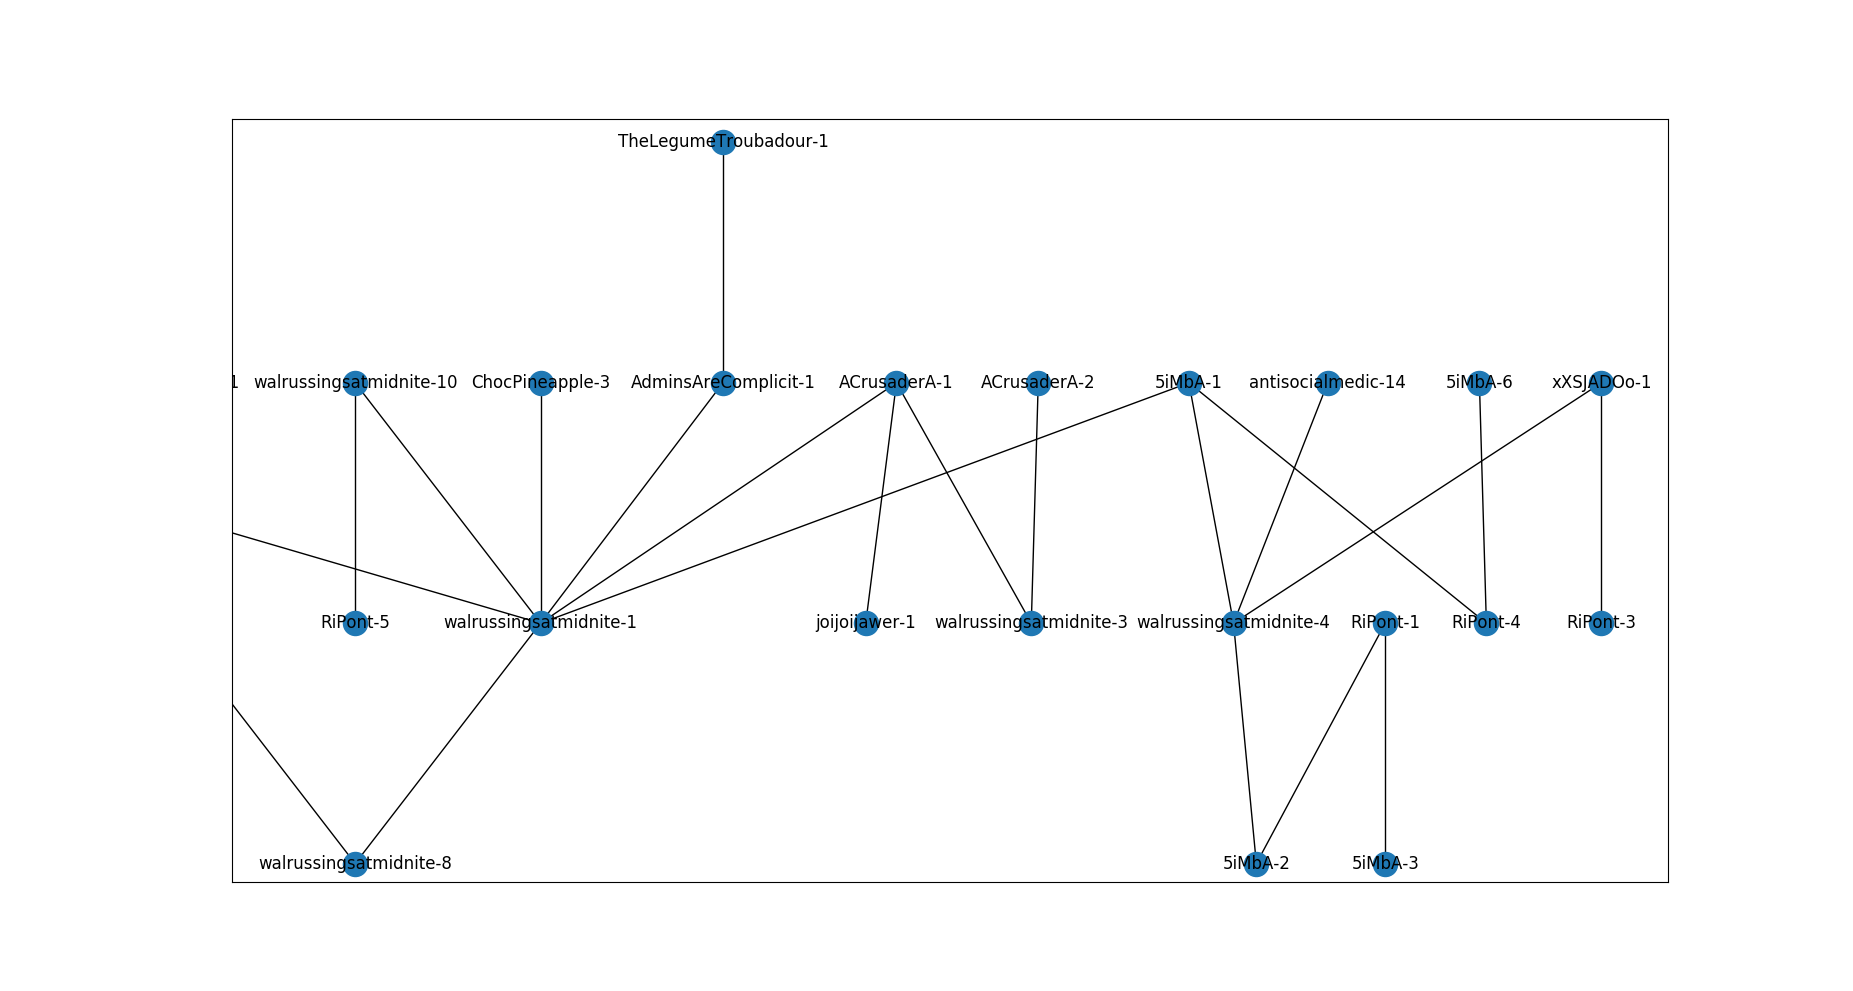 TheLegumeTroubadour-1
1 walrussingsatmidnite-10 ChocPineapple-3 AdminsAreComplicit-1 ACrusaderA-1 ACrusaderA-2 5iMbA-1 antisocialmedic-14 5iMbA-6 xXSJADOo-1
RiPont-5 walrussingsatmidnite-1 joijoijawer-1 walrussingsatmidnite-3 walrussingsatmidnite-4 RiPont-1 RiPont-4 RiPont-3
walrussingsatmidnite-8 5iMbA-2 5iMbA-3